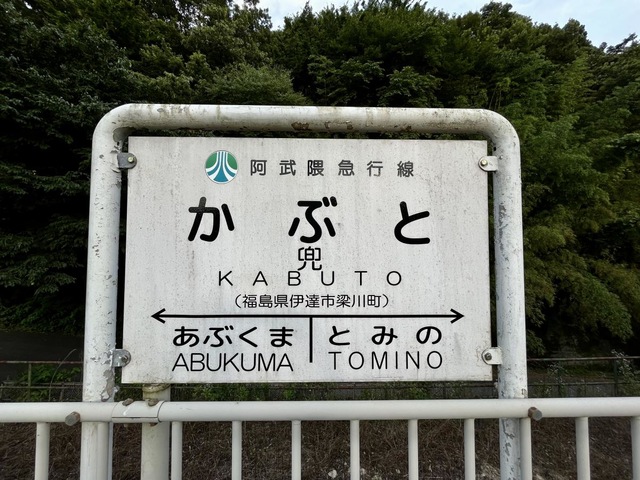 阿武隈急行線
かぶと
兜
KABUTO
（福島県伊達市梁川町）
あぶくま とみの
ABUKUMA TOMINO